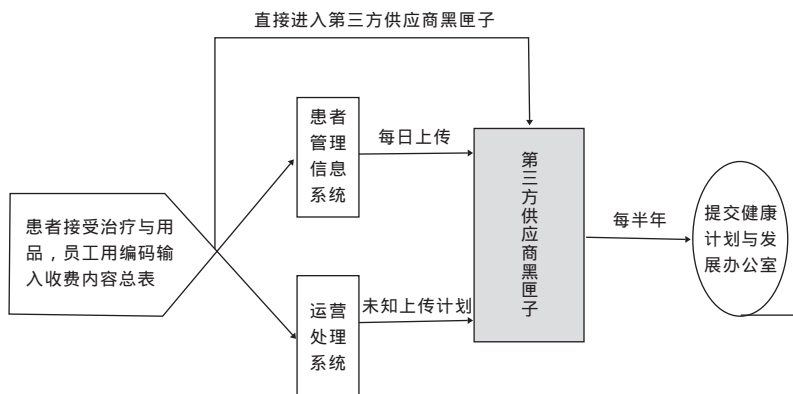 直接进入第三方供应商黑匣子
患者
管理
信息
系统
每日上传
第三方供应商黑匣子
患者接受治疗与用
品，员工用编码输
入收费内容总表
每半年
提交健康
计划与发
展办公室
运营
处理
系统
未知上传计划